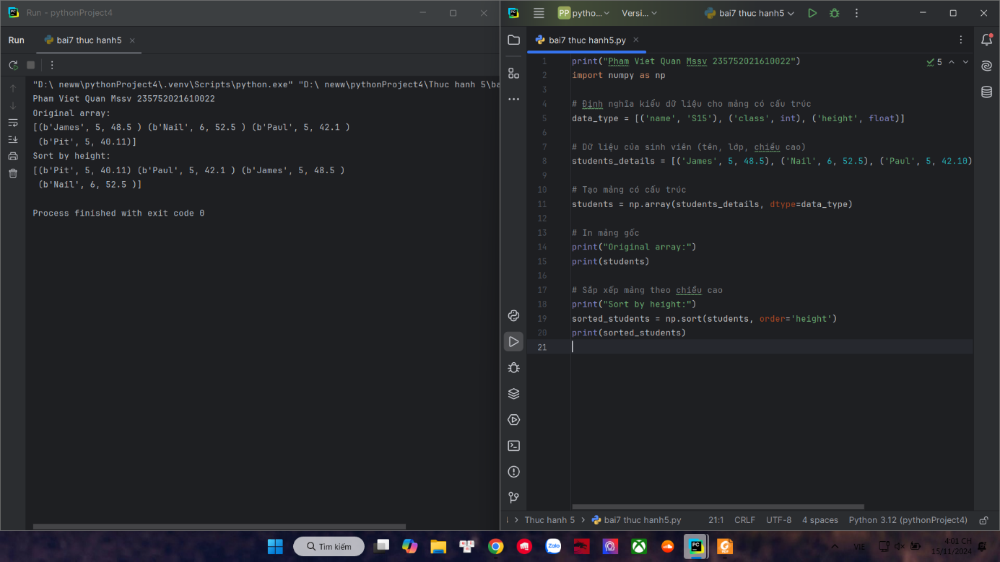 Run - pythonProject4
Run
bai7 thuc hanh5
"D:\ neww\pythonProject4\.venv\Scripts\python.exe" "D:\ neww\pythonProject4\Thuc hanh 5\ba
Pham Viet Quan Mssv 235752021610022
Original array:
[(b'James', 5, 48.5 ) (b'Nail', 6, 52.5 ) (b'Paul', 5, 42.1 )
 (b'Pit', 5, 40.11)]
Sort by height:
[(b'Pit', 5, 40.11) (b'Paul', 5, 42.1 ) (b'James', 5, 48.5 )
 (b'Nail', 6, 52.5 )]
Process finished with exit code 0
PP pytho... Versi... bai7 thuc hanh5
bai7 thuc hanh5.py
5
1 print("Pham Viet Quan Mssv 235752021610022")
2 import numpy as np
3
4 # Định nghĩa kiểu dữ liệu cho mảng có cấu trúc
5 data_type = [('name', 'S15'), ('class', int), ('height', float)]
6
7 # Dữ liệu của sinh viên (tên, lớp, chiều cao)
8 students_details = [('James', 5, 48.5), ('Nail', 6, 52.5), ('Paul', 5, 42.10)
9
10 # Tạo mảng có cấu trúc
11 students = np.array(students_details, dtype=data_type)
12
13 # In mảng gốc
14 print("Original array:")
15 print(students)
16
17 # Sắp xếp mảng theo chiều cao
18 print("Sort by height:")
19 sorted_students = np.sort(students, order='height')
20 print(sorted_students)
21
Thuc hanh 5 > bai7 thuc hanh5.py 21:1 CRLF UTF-8 4 spaces Python 3.12 (pythonProject4)
Tìm kiếm
Zalo
VIE
4:01 CH
15/11/2024